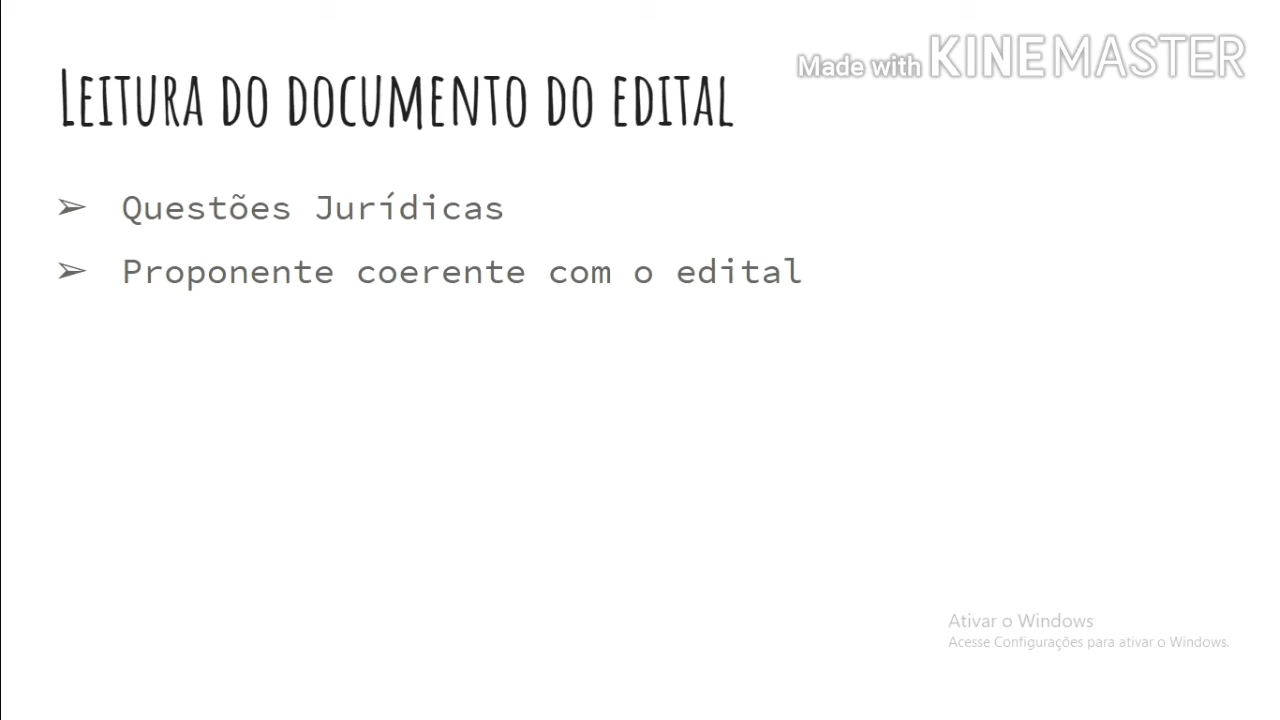 Made with KINEMASTER
LEITURA DO DOCUMENTO DO EDITAL
➢ Questões Jurídicas
➢ Proponente coerente com o edital
Ativar o Windows
Acesse Configurações para ativar o Windows.